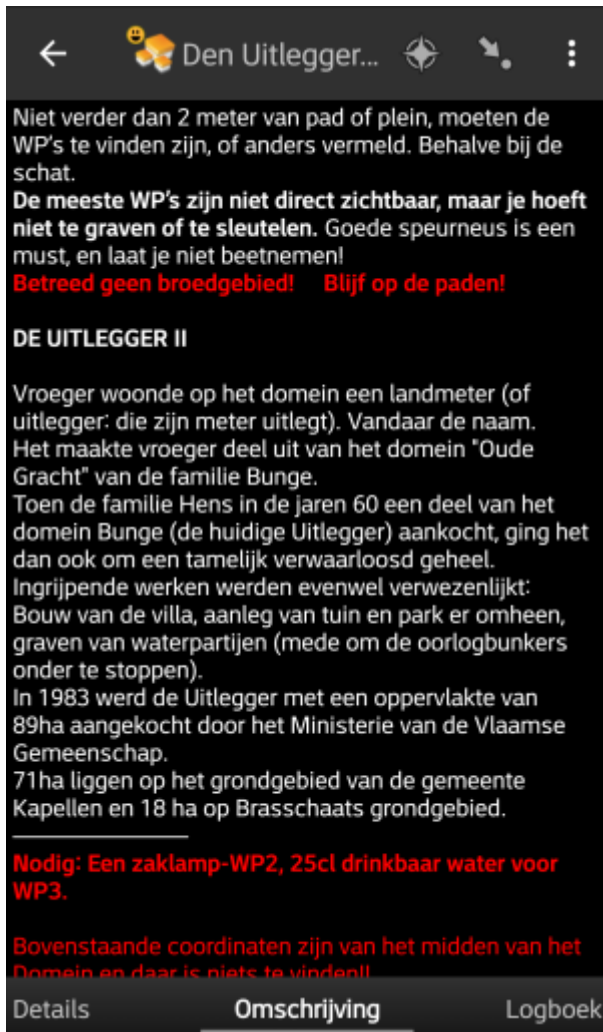 Den Uitlegger...
Niet verder dan 2 meter van pad of plein, moeten de
WP's te vinden zijn, of anders vermeld. Behalve bij de
schat.
De meeste WP's zijn niet direct zichtbaar, maar je hoeft
niet te graven of te sleutelen. Goede speurneus is een
must, en laat je niet beetnemen!
Betreed geen broedgebied! Blijf op de paden!
DE UITLEGGER II
Vroeger woonde op het domein een landmeter (of
uitlegger: die zijn meter uitlegt). Vandaar de naam.
Het maakte vroeger deel uit van het domein "Oude
Gracht" van de familie Bunge.
Toen de familie Hens in de jaren 60 een deel van het
domein Bunge (de huidige Uitlegger) aankocht, ging het
dan ook om een tamelijk verwaarloosd geheel.
Ingrijpende werken werden evenwel verwezenlijkt:
Bouw van de villa, aanleg van tuin en park er omheen,
graven van waterpartijen (mede om de oorlogbunkers
onder te stoppen).
In 1983 werd de Uitlegger met een oppervlakte van
89ha aangekocht door het Ministerie van de Vlaamse
Gemeenschap.
71ha liggen op het grondgebied van de gemeente
Kapellen en 18 ha op Brasschaats grondgebied.
Nodig: Een zaklamp-WP2, 25cl drinkbaar water voor
WP3.
Bovenstaande coordinaten zijn van het midden van het
Domein en daar is niets te vinden!!
Details Omschrijving Logboek